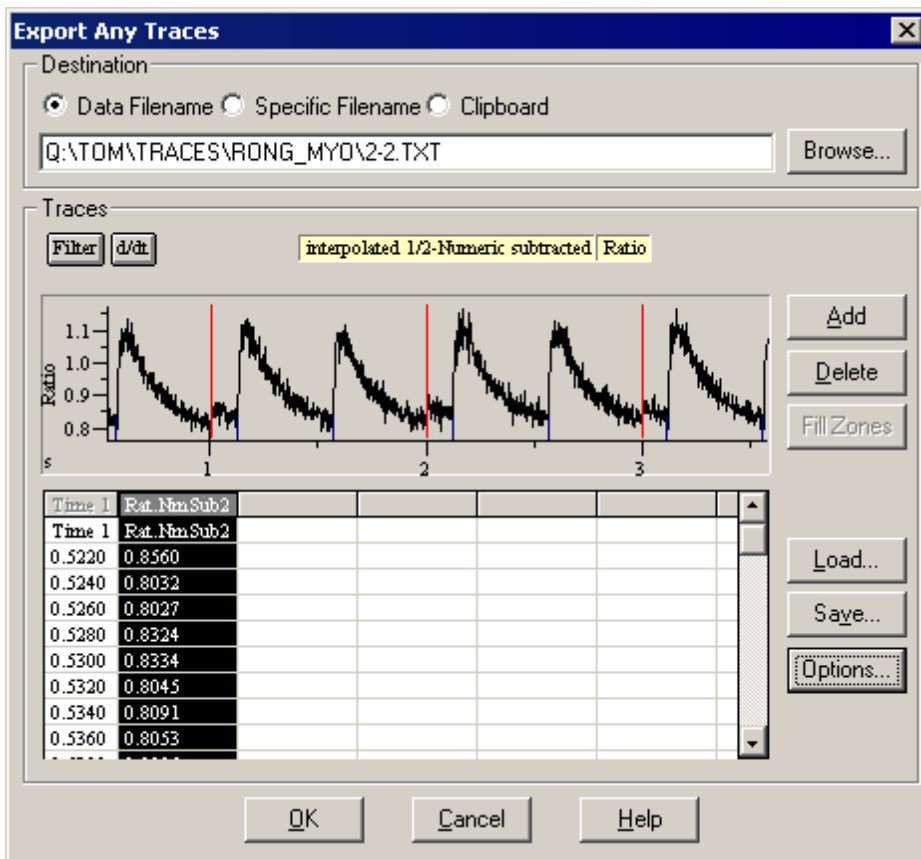 Export Any Traces
Destination
Data Filename Specific Filename Clipboard
Q:\TOM\TRACES\RONG_MYO\2-2.TXT Browse...
Traces
Filter d/dt interpolated 1/2-Numeric subtracted Ratio
Add
Delete
Fill Zones
Ratio
1.1
1.0
0.9
0.8
s
1 2 3
Time 1 Rat.NmSub2
Time 1 Rat.NmSub2
0.5220 0.8560
0.5240 0.8032
0.5260 0.8027
0.5280 0.8324
0.5300 0.8334
0.5320 0.8045
0.5340 0.8091
0.5360 0.8053
Load...
Save...
Options...
OK Cancel Help